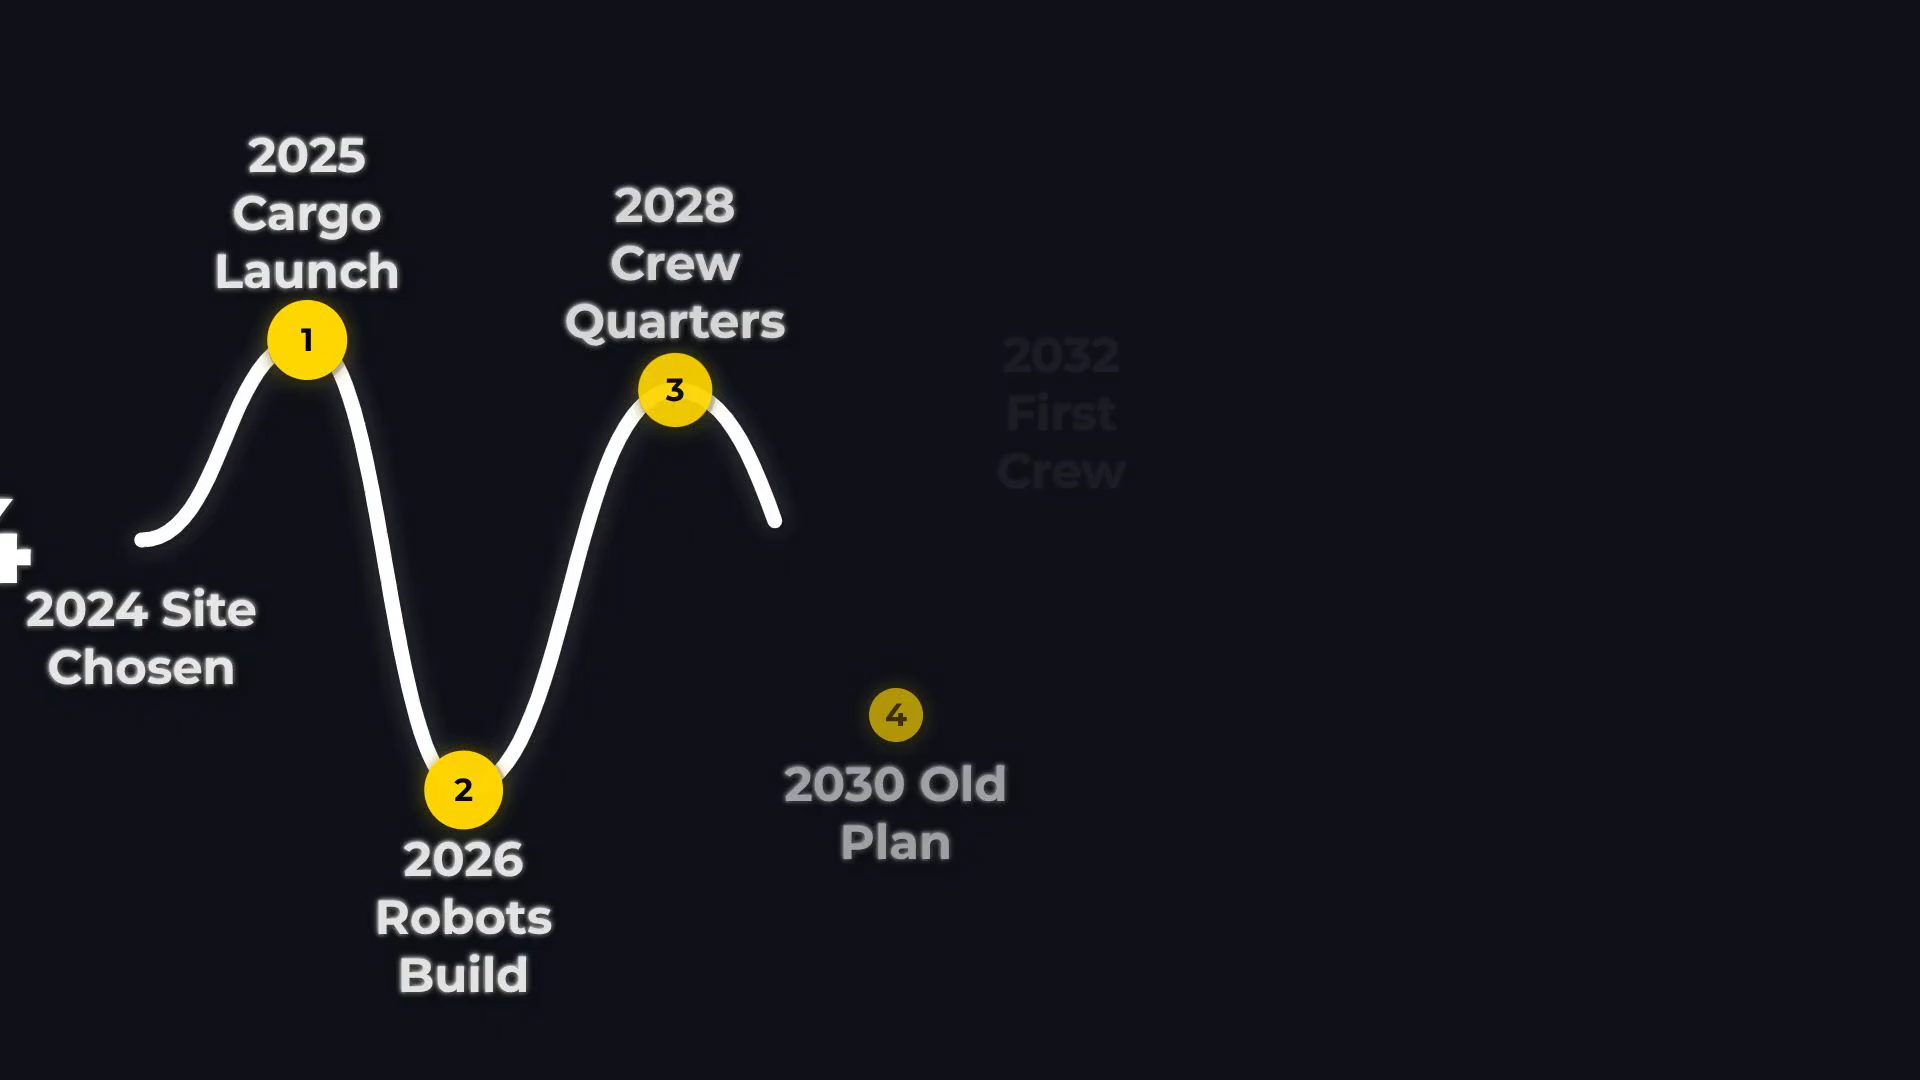 2025
Cargo
Launch
1
2028
Crew
Quarters
3
2032
First
Crew
4
2024 Site
Chosen
4
2030 Old
Plan
2
2026
Robots
Build